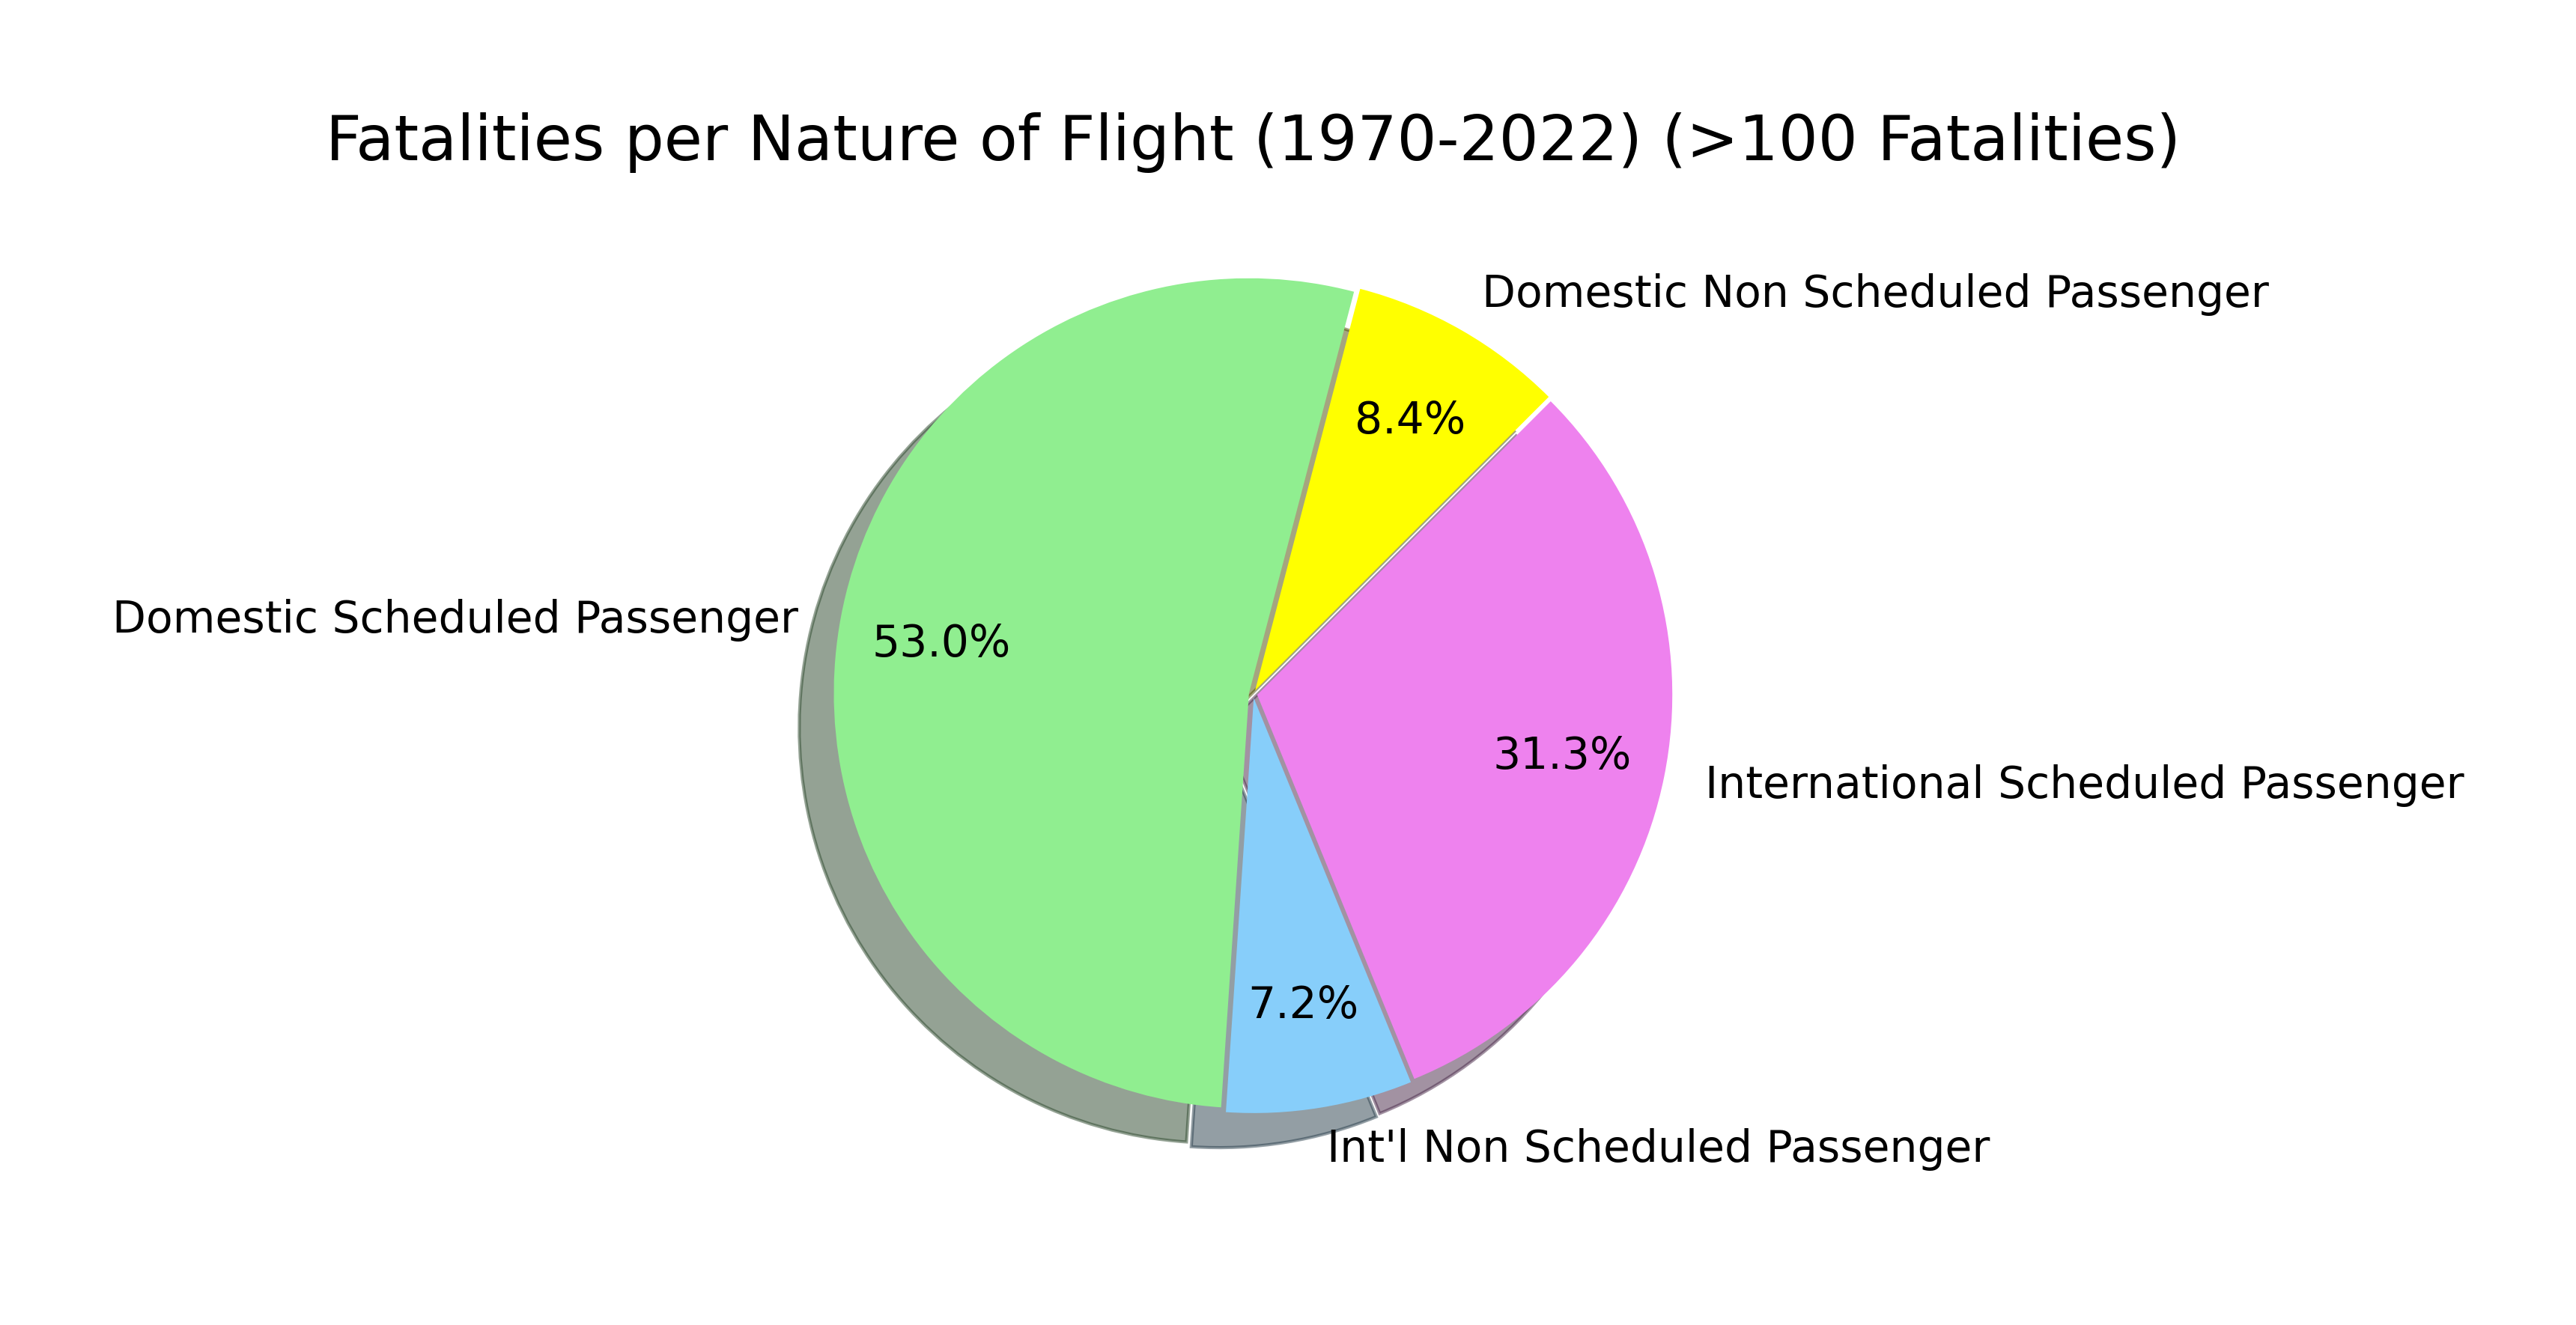 Fatalities per Nature of Flight (1970-2022) (>100 Fatalities)
Domestic Non Scheduled Passenger
8.4%
Domestic Scheduled Passenger
53.0%
31.3%
International Scheduled Passenger
7.2%
Int'l Non Scheduled Passenger